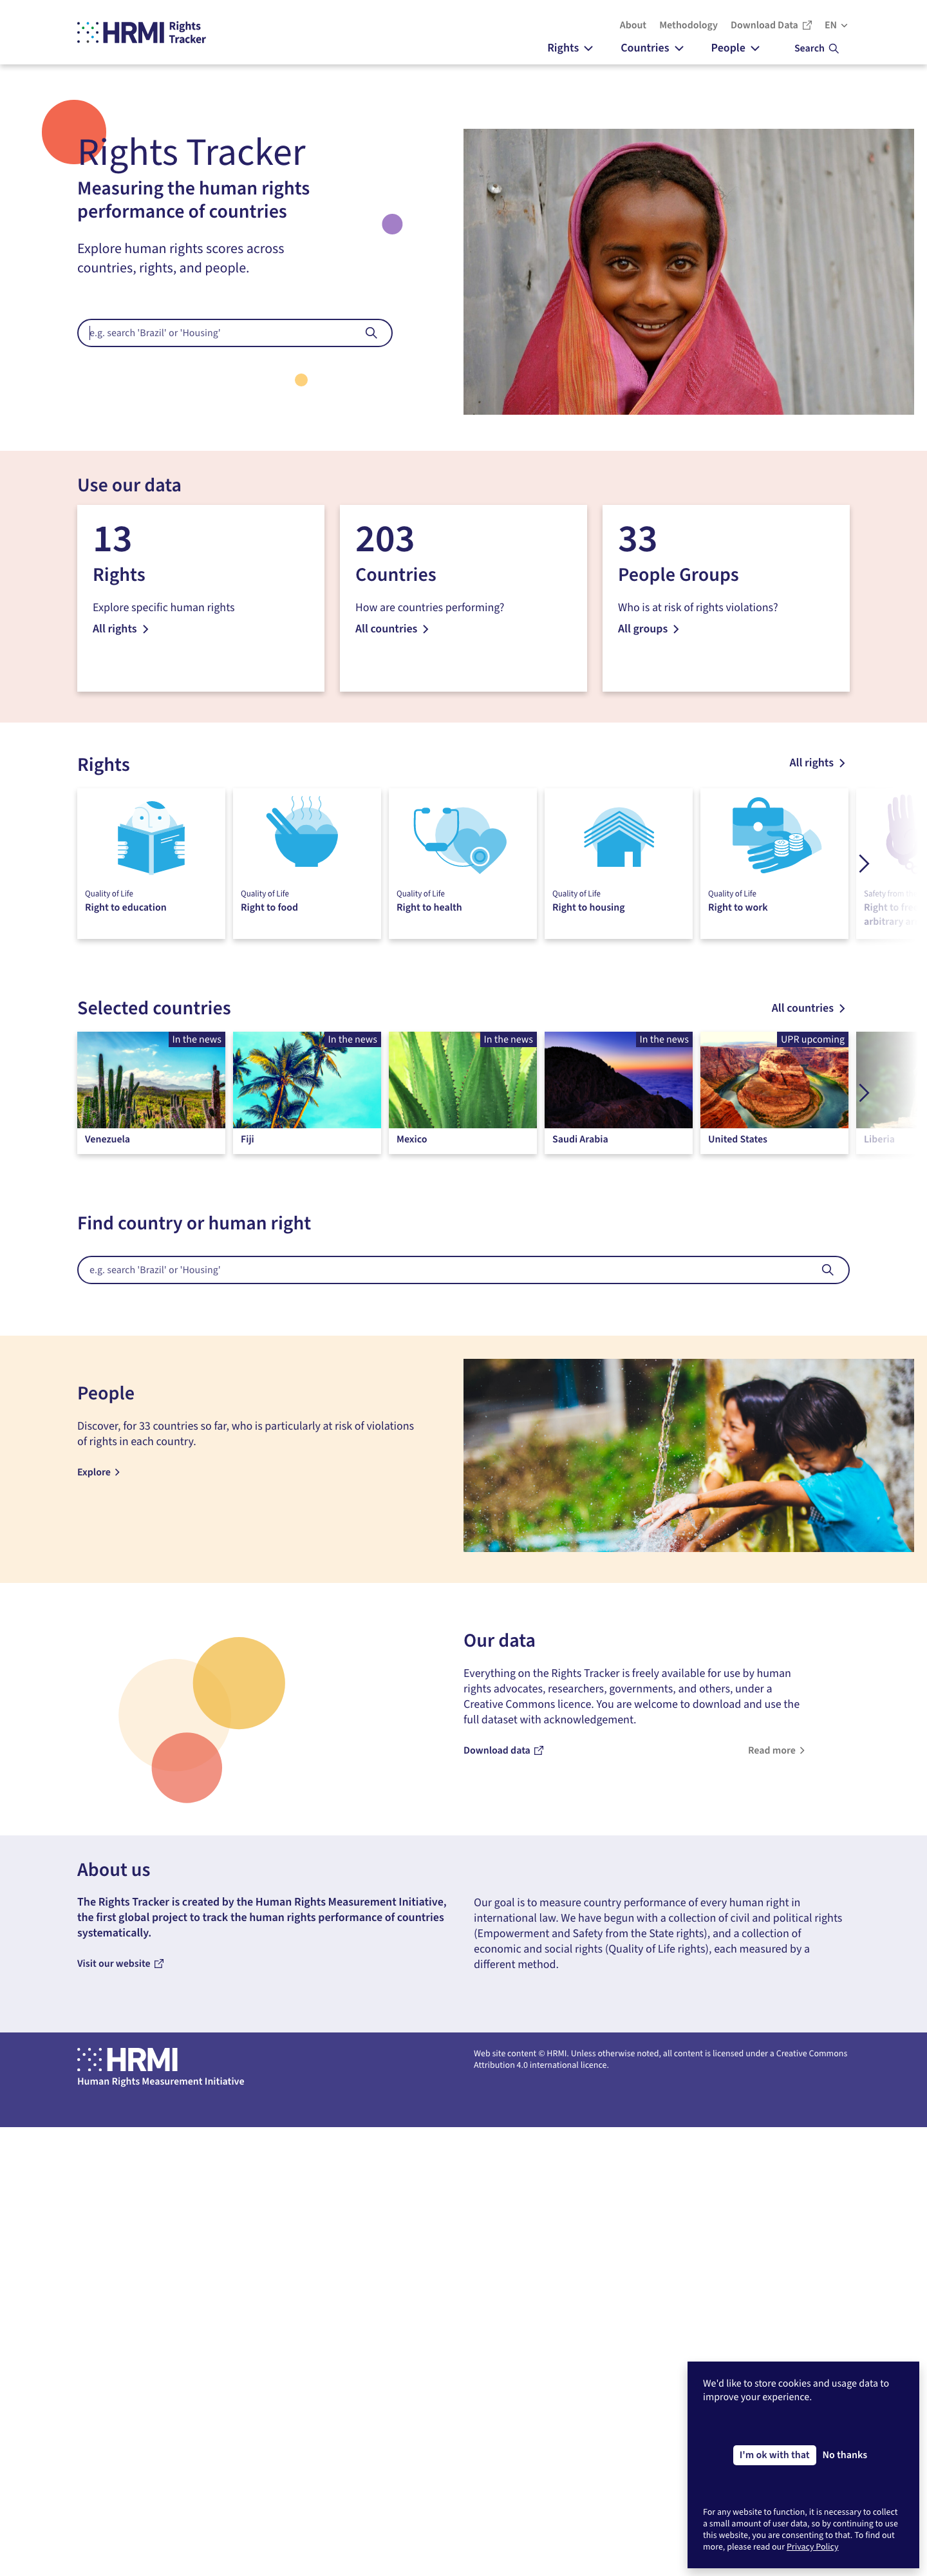 HRMI Rights
Tracker
About Methodology Download Data EN
Rights Countries People Search
Rights Tracker
Measuring the human rights
performance of countries
Explore human rights scores across
countries, rights, and people.
e.g. search 'Brazil' or 'Housing'
Use our data
13
Rights
Explore specific human rights
All rights
203
Countries
How are countries performing?
All countries
33
People Groups
Who is at risk of rights violations?
All groups
Rights
All rights
Quality of Life
Right to education
Quality of Life
Right to food
Quality of Life
Right to health
Quality of Life
Right to housing
Quality of Life
Right to work
Safety from
Right to
arbitrary
Selected countries
All countries
In the news
Venezuela
In the news
Fiji
In the news
Mexico
In the news
Saudi Arabia
UPR upcoming
United States
Liberia
Find country or human right
e.g. search 'Brazil' or 'Housing'
People
Discover, for 33 countries so far, who is particularly at risk of violations
of rights in each country.
Explore
Our data
Everything on the Rights Tracker is freely available for use by human
rights advocates, researchers, governments, and others, under a
Creative Commons licence. You are welcome to download and use the
full dataset with acknowledgement.
Download data
Read more
About us
The Rights Tracker is created by the Human Rights Measurement Initiative,
the first global project to track the human rights performance of countries
systematically.
Visit our website
Our goal is to measure country performance of every human right in
international law. We have begun with a collection of civil and political rights
(Empowerment and Safety from the State rights), and a collection of
economic and social rights (Quality of Life rights), each measured by a
different method.
HRMI
Human Rights Measurement Initiative
Web site content © HRMI. Unless otherwise noted, all content is licensed under a Creative Commons
Attribution 4.0 international licence.
We'd like to store cookies and usage data to
improve your experience.
I'm ok with that
No thanks
For any website to function, it is necessary to collect
a small amount of user data, so by continuing to use
this website, you are consenting to that. To find out
more, please read our Privacy Policy